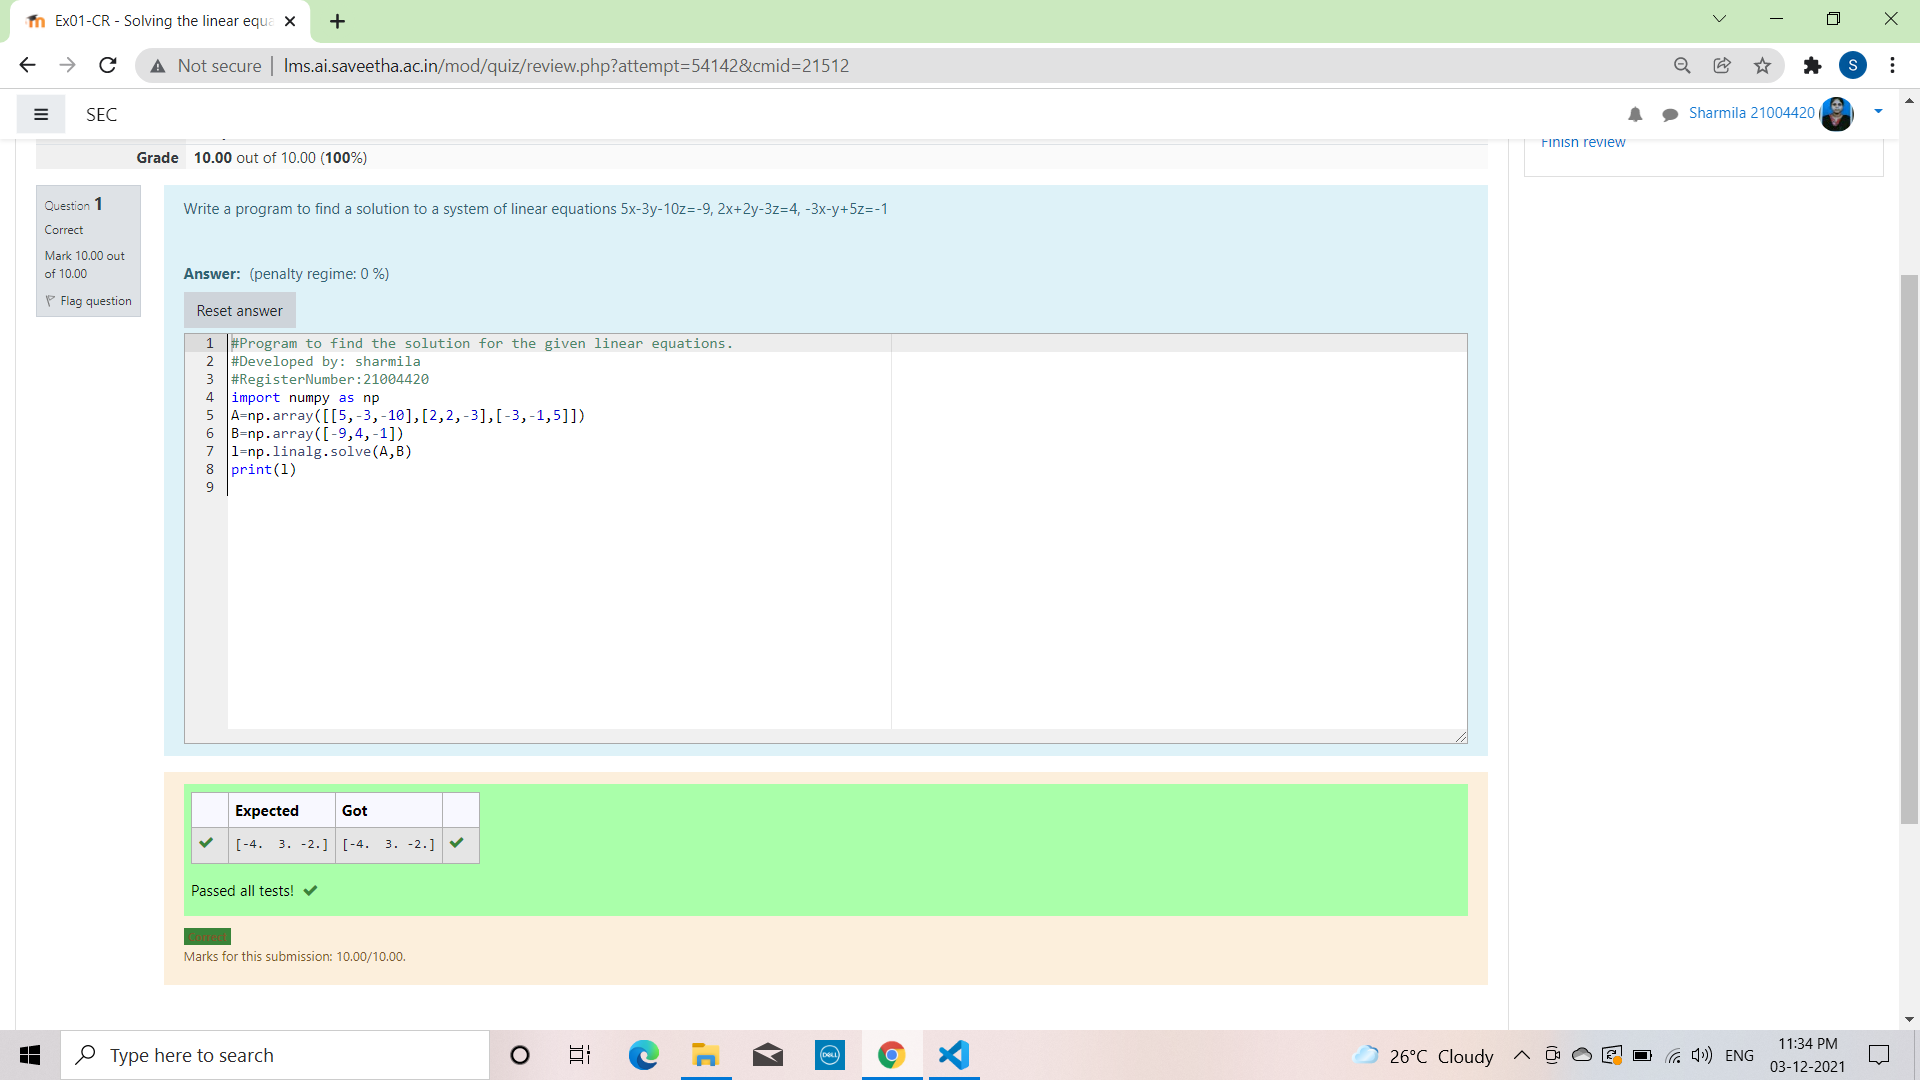 Ex01-CR - Solving the linear equa
Not secure | lms.ai.saveetha.ac.in/mod/quiz/review.php?attempt=54142&cmid=21512
S
SEC
Sharmila 21004420
Finish review
Grade 10.00 out of 10.00 (100%)
Question 1
Correct
Mark 10.00 out
of 10.00
Flag question
Write a program to find a solution to a system of linear equations 5x-3y-10z=-9, 2x+2y-3z=4, -3x-y+5z=-1
Answer: (penalty regime: 0 %)
Reset answer
1 #Program to find the solution for the given linear equations.
2 #Developed by: sharmila
3 #RegisterNumber:21004420
4 import numpy as np
5 A=np.array([[5,-3,-10],[2,2,-3],[-3,-1,5]])
6 B=np.array([-9,4,-1])
7 l=np.linalg.solve(A,B)
8 print(l)
9
Expected Got
[-4. 3. -2.] [-4. 3. -2.]
Passed all tests!
Correct
Marks for this submission: 10.00/10.00.
Type here to search
DELL
26°C Cloudy
ENG
11:34 PM
03-12-2021